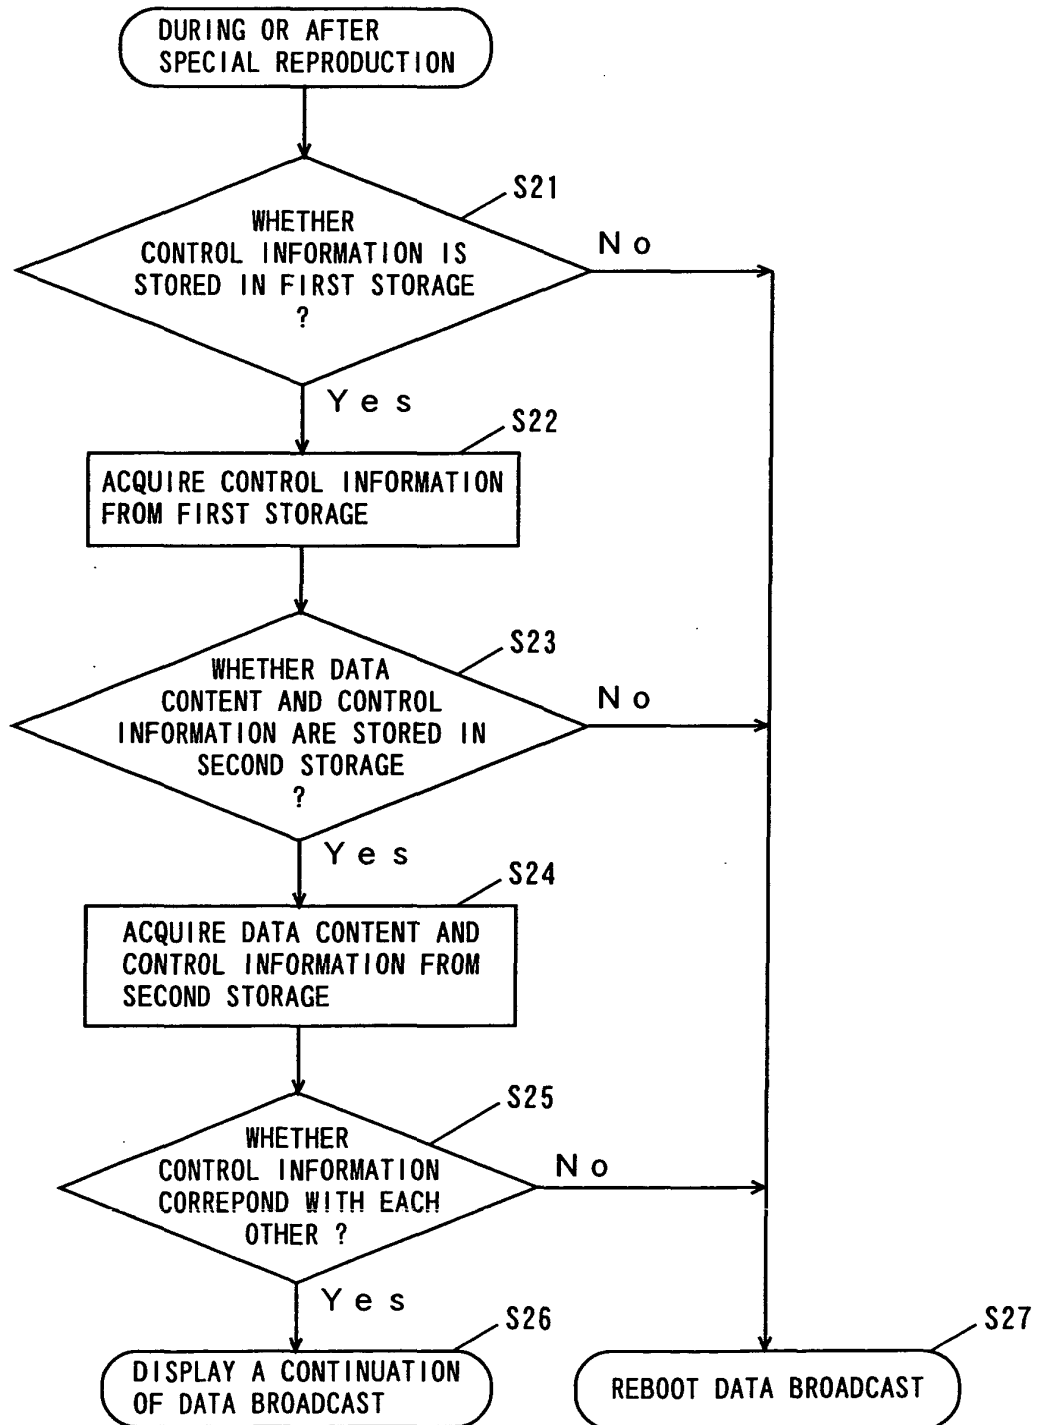 DURING OR AFTER
SPECIAL REPRODUCTION
S21
WHETHER
CONTROL INFORMATION IS
STORED IN FIRST STORAGE
?
No
Yes
S22
ACQUIRE CONTROL INFORMATION
FROM FIRST STORAGE
S23
WHETHER DATA
CONTENT AND CONTROL
INFORMATION ARE STORED IN
SECOND STORAGE
?
No
Yes
S24
ACQUIRE DATA CONTENT AND
CONTROL INFORMATION FROM
SECOND STORAGE
S25
WHETHER
CONTROL INFORMATION
CORREPOND WITH EACH
OTHER ?
No
Yes
S26
DISPLAY A CONTINUATION
OF DATA BROADCAST
S27
REBOOT DATA BROADCAST